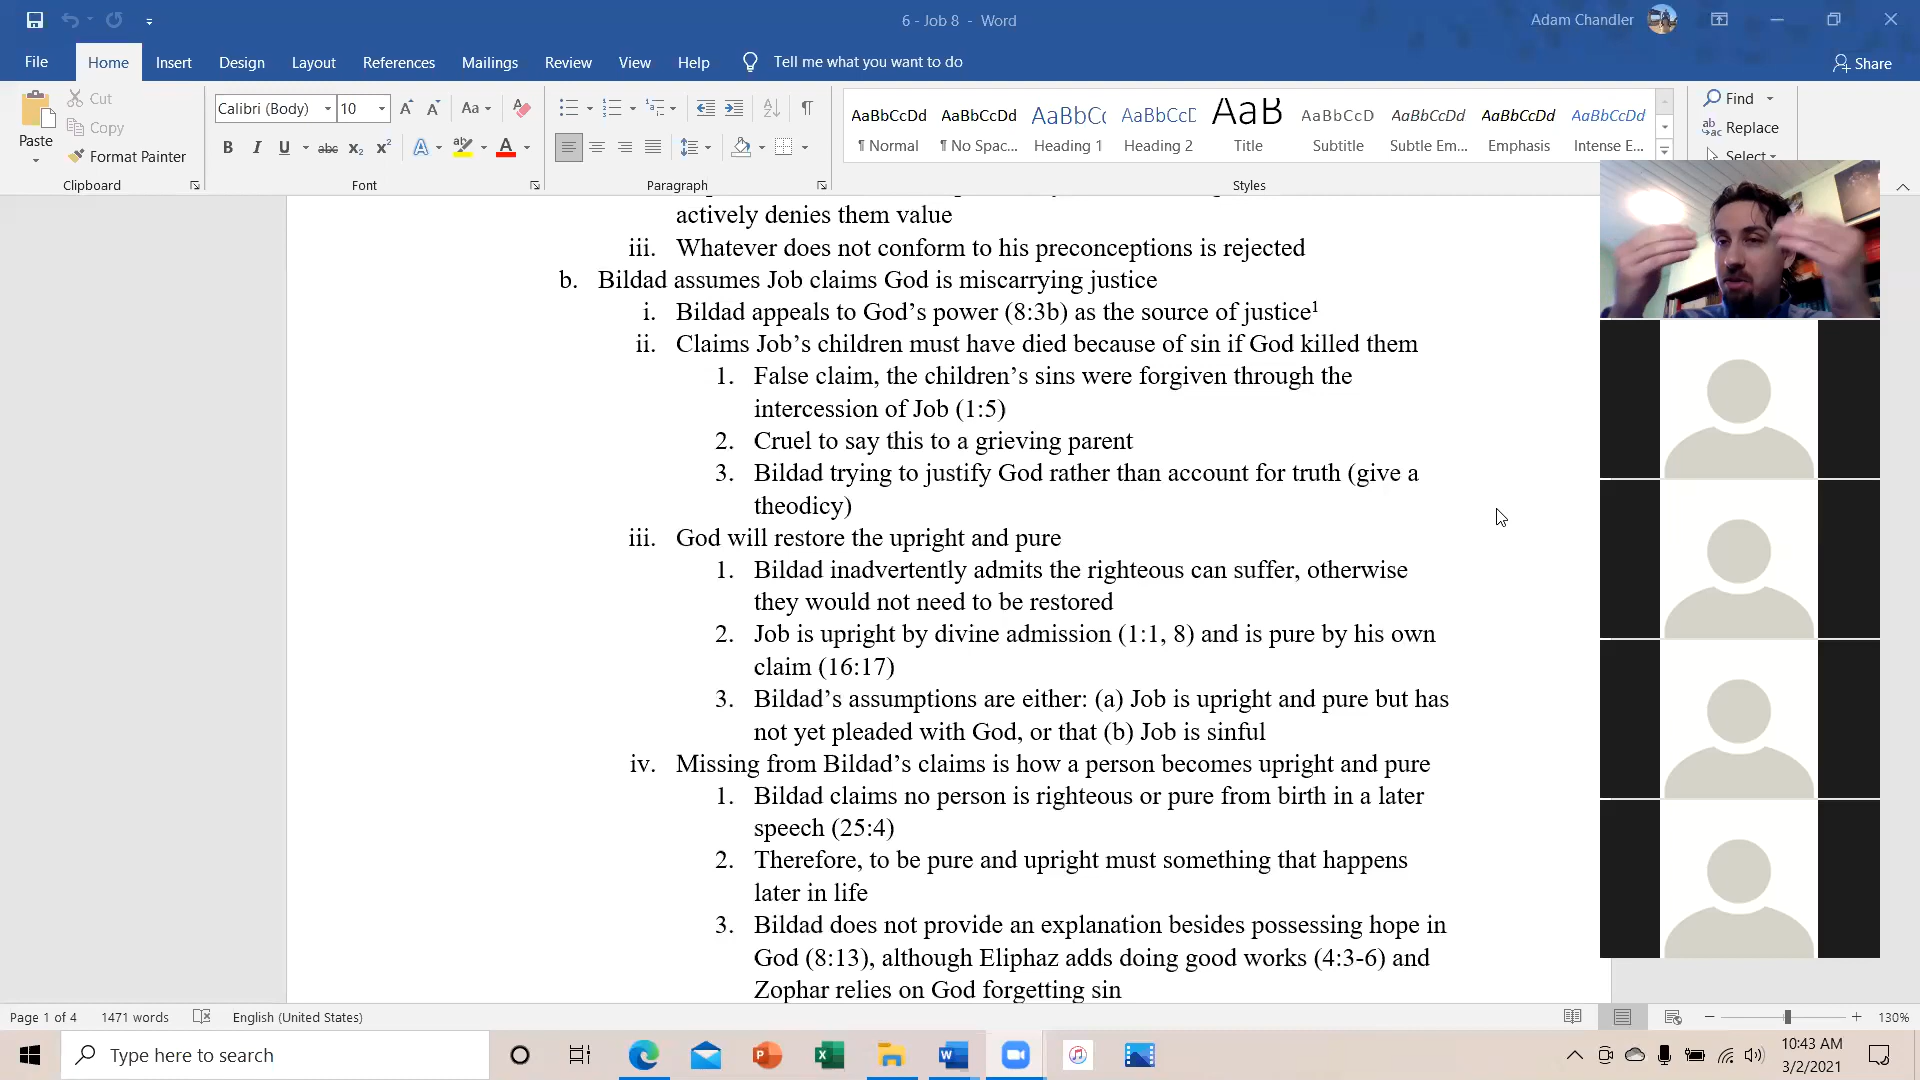 6 - Job 8 - Word
Adam Chandler
File Home Insert Design Layout References Mailings Review View Help Tell me what you want to do Share
Paste
Cut
Copy
Format Painter
Clipboard
Calibri (Body) 10
Font
Paragraph
AaBbCcDd AaBbCcDd AaBbCc AaBbCcD AaB AaBbCcD AaBbCcDd AaBbCcDd AaBbCcDd
¶ Normal ¶ No Spac... Heading 1 Heading 2 Title Subtitle Subtle Em... Emphasis Intense E...
Styles
Find
Replace
Select
actively denies them value
iii. Whatever does not conform to his preconceptions is rejected
b. Bildad assumes Job claims God is miscarrying justice
i. Bildad appeals to God’s power (8:3b) as the source of justice¹
ii. Claims Job’s children must have died because of sin if God killed them
1. False claim, the children’s sins were forgiven through the
intercession of Job (1:5)
2. Cruel to say this to a grieving parent
3. Bildad trying to justify God rather than account for truth (give a
theodicy)
iii. God will restore the upright and pure
1. Bildad inadvertently admits the righteous can suffer, otherwise
they would not need to be restored
2. Job is upright by divine admission (1:1, 8) and is pure by his own
claim (16:17)
3. Bildad’s assumptions are either: (a) Job is upright and pure but has
not yet pleaded with God, or that (b) Job is sinful
iv. Missing from Bildad’s claims is how a person becomes upright and pure
1. Bildad claims no person is righteous or pure from birth in a later
speech (25:4)
2. Therefore, to be pure and upright must something that happens
later in life
3. Bildad does not provide an explanation besides possessing hope in
God (8:13), although Eliphaz adds doing good works (4:3-6) and
Zophar relies on God forgetting sin
Page 1 of 4 1471 words English (United States) 130%
Type here to search
10:43 AM
3/2/2021